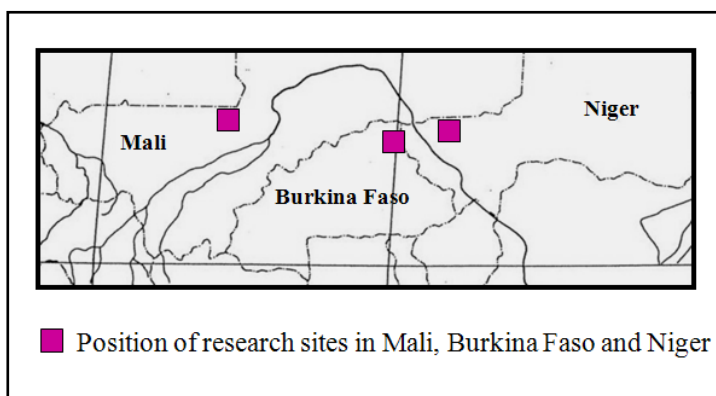 Niger
Mali
Burkina Faso
Position of research sites in Mali, Burkina Faso and Niger